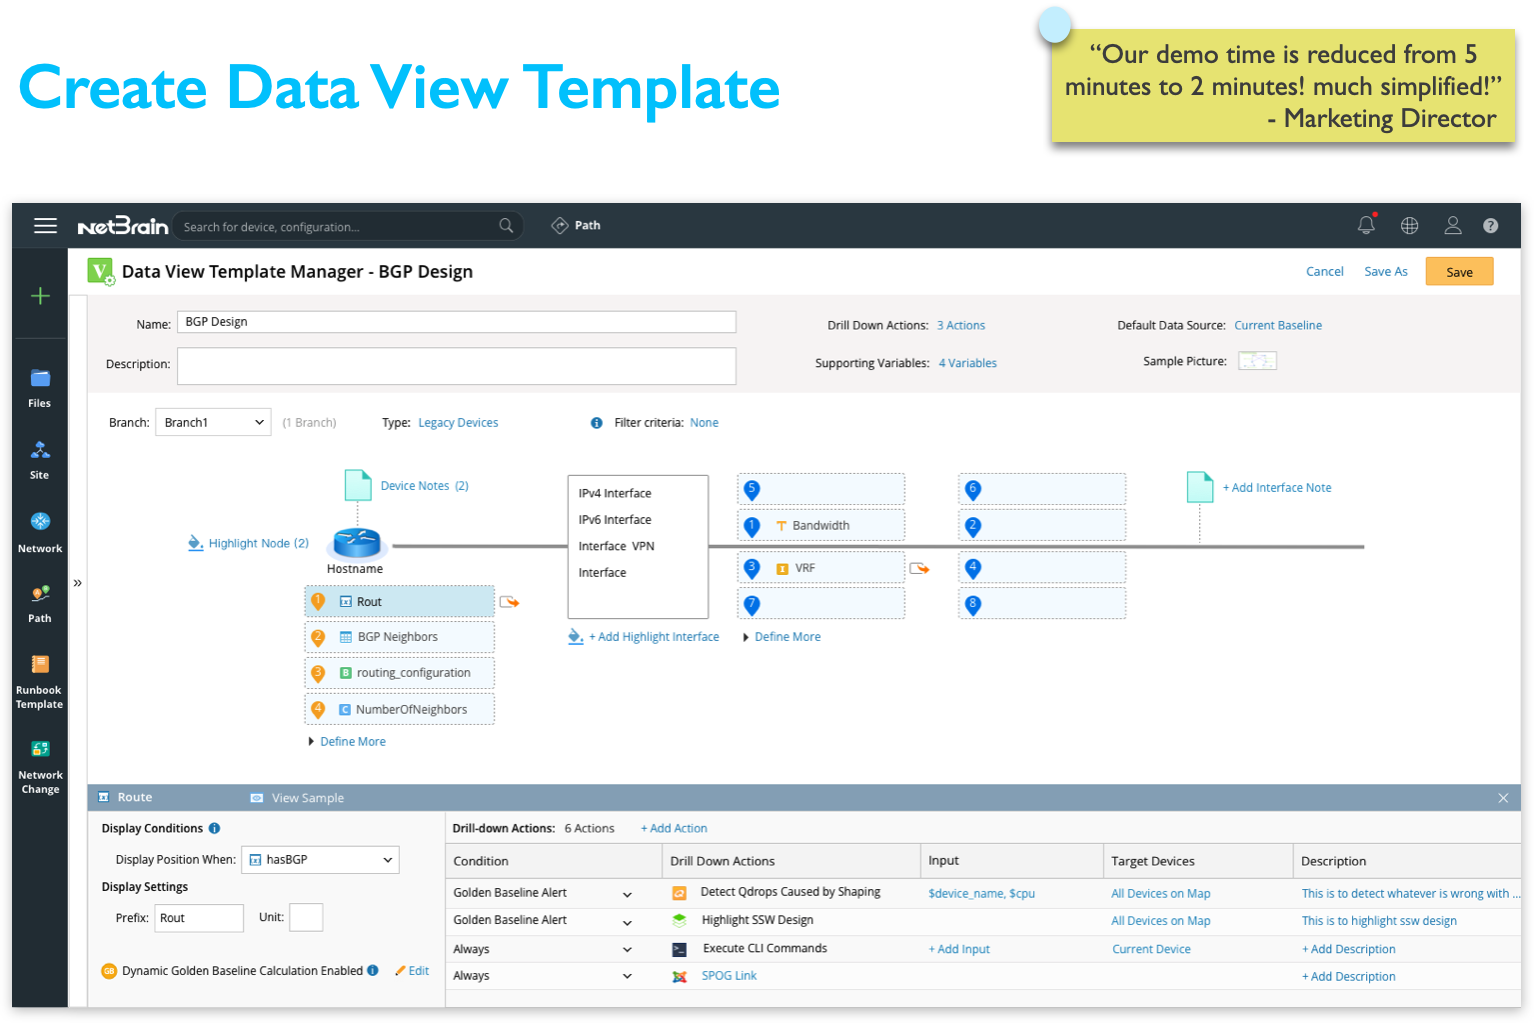 Create Data View Template
“Our demo time is reduced from 5
minutes to 2 minutes! much simplified!”
- Marketing Director
netBrain
Search for device, configuration...
Path
?
V
Data View Template Manager - BGP Design
Cancel
Save As
Save
Name:
BGP Design
Drill Down Actions: 3 Actions
Default Data Source: Current Baseline
Description:
Supporting Variables: 4 Variables
Sample Picture:
Files
Site
Network
Path
Runbook
Template
Network
Change
»
Branch: Branch1 (1 Branch)
Type: Legacy Devices
Filter criteria: None
Device Notes (2)
Highlight Node (2)
Hostname
1 Rout
2 BGP Neighbors
3 B routing_configuration
4 C NumberOfNeighbors
Define More
IPv4 Interface
IPv6 Interface
Interface VPN
Interface
+ Add Highlight Interface
5
1 T Bandwidth
3 I VRF
7
Define More
6
2
4
8
+ Add Interface Note
Route
View Sample
Display Conditions
Display Position When: hasBGP
Display Settings
Prefix: Rout Unit:
GB Dynamic Golden Baseline Calculation Enabled Edit
Drill-down Actions: 6 Actions + Add Action
Condition Drill Down Actions Input Target Devices Description
Golden Baseline Alert Detect Qdrops Caused by Shaping $device_name, $cpu All Devices on Map This is to detect whatever is wrong with ...
Golden Baseline Alert Highlight SSW Design All Devices on Map This is to highlight ssw design
Always Execute CLI Commands + Add Input Current Device + Add Description
Always SPOG Link + Add Description